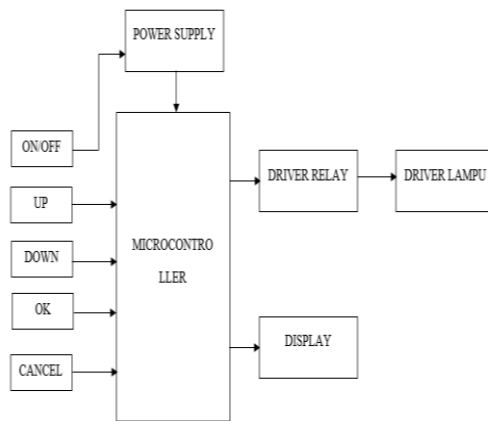 POWER SUPPLY
ON/OFF
UP
DOWN
OK
CANCEL
MICROCONTRO
LLER
DRIVER RELAY
DRIVER LAMPU
DISPLAY